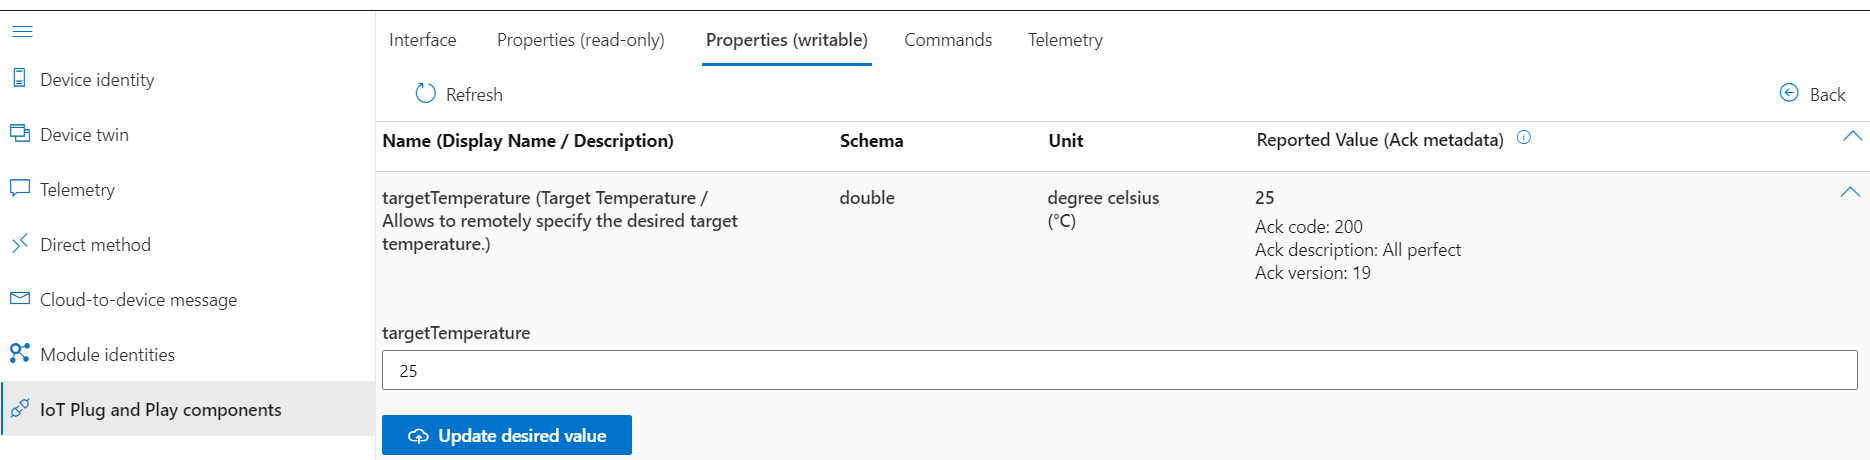 Interface
Properties (read-only)
Properties (writable)
Commands
Telemetry
Device identity
Device twin
Telemetry
Direct method
Cloud-to-device message
Module identities
IoT Plug and Play components
Refresh
Back
Name (Display Name / Description)
Schema
Unit
Reported Value (Ack metadata)
targetTemperature (Target Temperature /
Allows to remotely specify the desired target
temperature.)
double
degree celsius
(°C)
25
Ack code: 200
Ack description: All perfect
Ack version: 19
targetTemperature
25
Update desired value